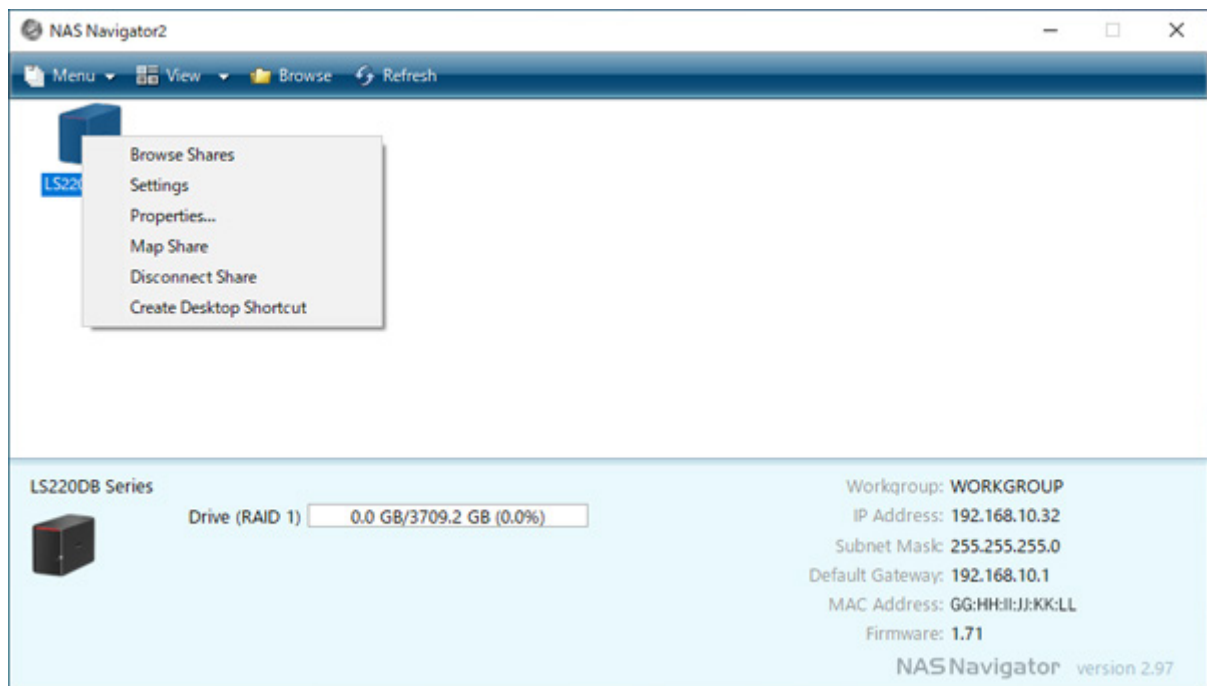 NAS Navigator2
Menu View Browse Refresh
LS22
Browse Shares
Settings
Properties...
Map Share
Disconnect Share
Create Desktop Shortcut
LS220DB Series
Drive (RAID 1) 0.0 GB/3709.2 GB (0.0%)
Workgroup: WORKGROUP
IP Address: 192.168.10.32
Subnet Mask: 255.255.255.0
Default Gateway: 192.168.10.1
MAC Address: GG:HH:II:JJ:KK:LL
Firmware: 1.71
NAS Navigator version 2.97